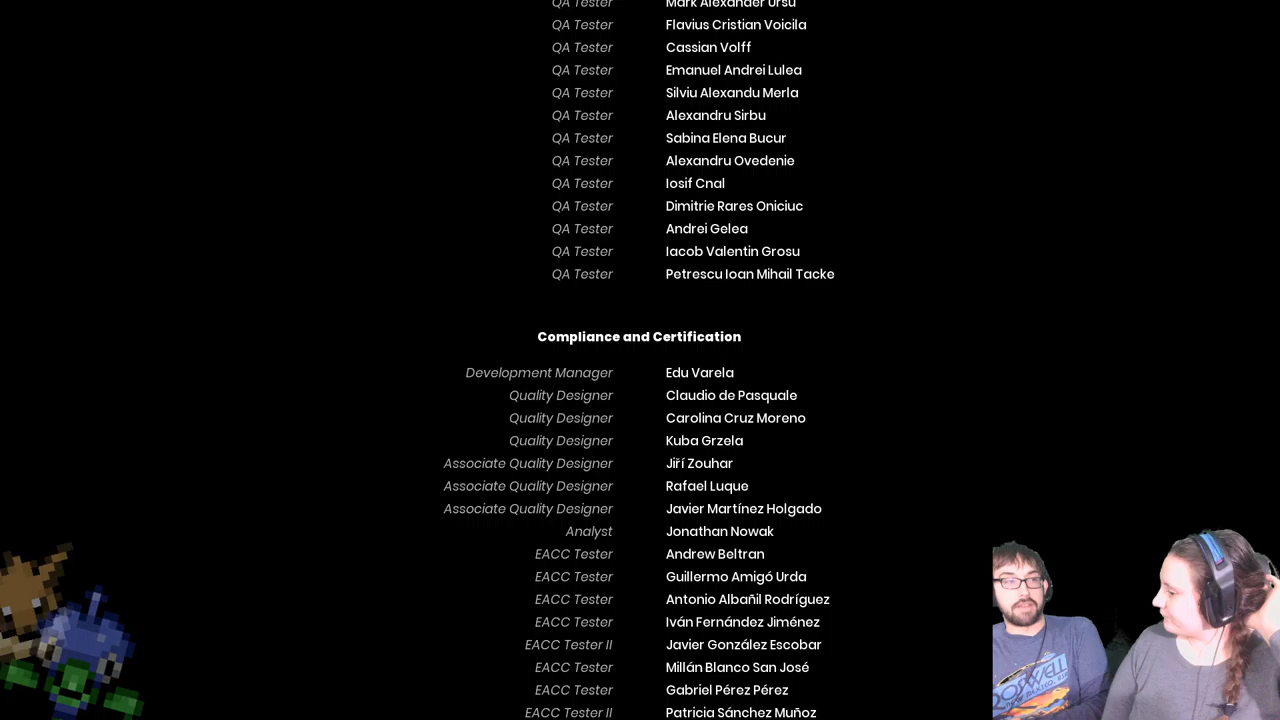 QA Tester Mark Alexander Ursu
QA Tester Flavius Cristian Voicila
QA Tester Cassian Volff
QA Tester Emanuel Andrei Lulea
QA Tester Silviu Alexandu Merla
QA Tester Alexandru Sirbu
QA Tester Sabina Elena Bucur
QA Tester Alexandru Ovedenie
QA Tester Iosif Cnal
QA Tester Dimitrie Rares Oniciuc
QA Tester Andrei Gelea
QA Tester Iacob Valentin Grosu
QA Tester Petrescu Ioan Mihail Tacke
Compliance and Certification
Development Manager Edu Varela
Quality Designer Claudio de Pasquale
Quality Designer Carolina Cruz Moreno
Quality Designer Kuba Grzela
Associate Quality Designer Jiří Zouhar
Associate Quality Designer Rafael Luque
Associate Quality Designer Javier Martínez Holgado
Analyst Jonathan Nowak
EACC Tester Andrew Beltran
EACC Tester Guillermo Amigó Urda
EACC Tester Antonio Albañil Rodríguez
EACC Tester Iván Fernández Jiménez
EACC Tester II Javier González Escobar
EACC Tester Millán Blanco San José
EACC Tester Gabriel Pérez Pérez
EACC Tester II Patricia Sánchez Muñoz